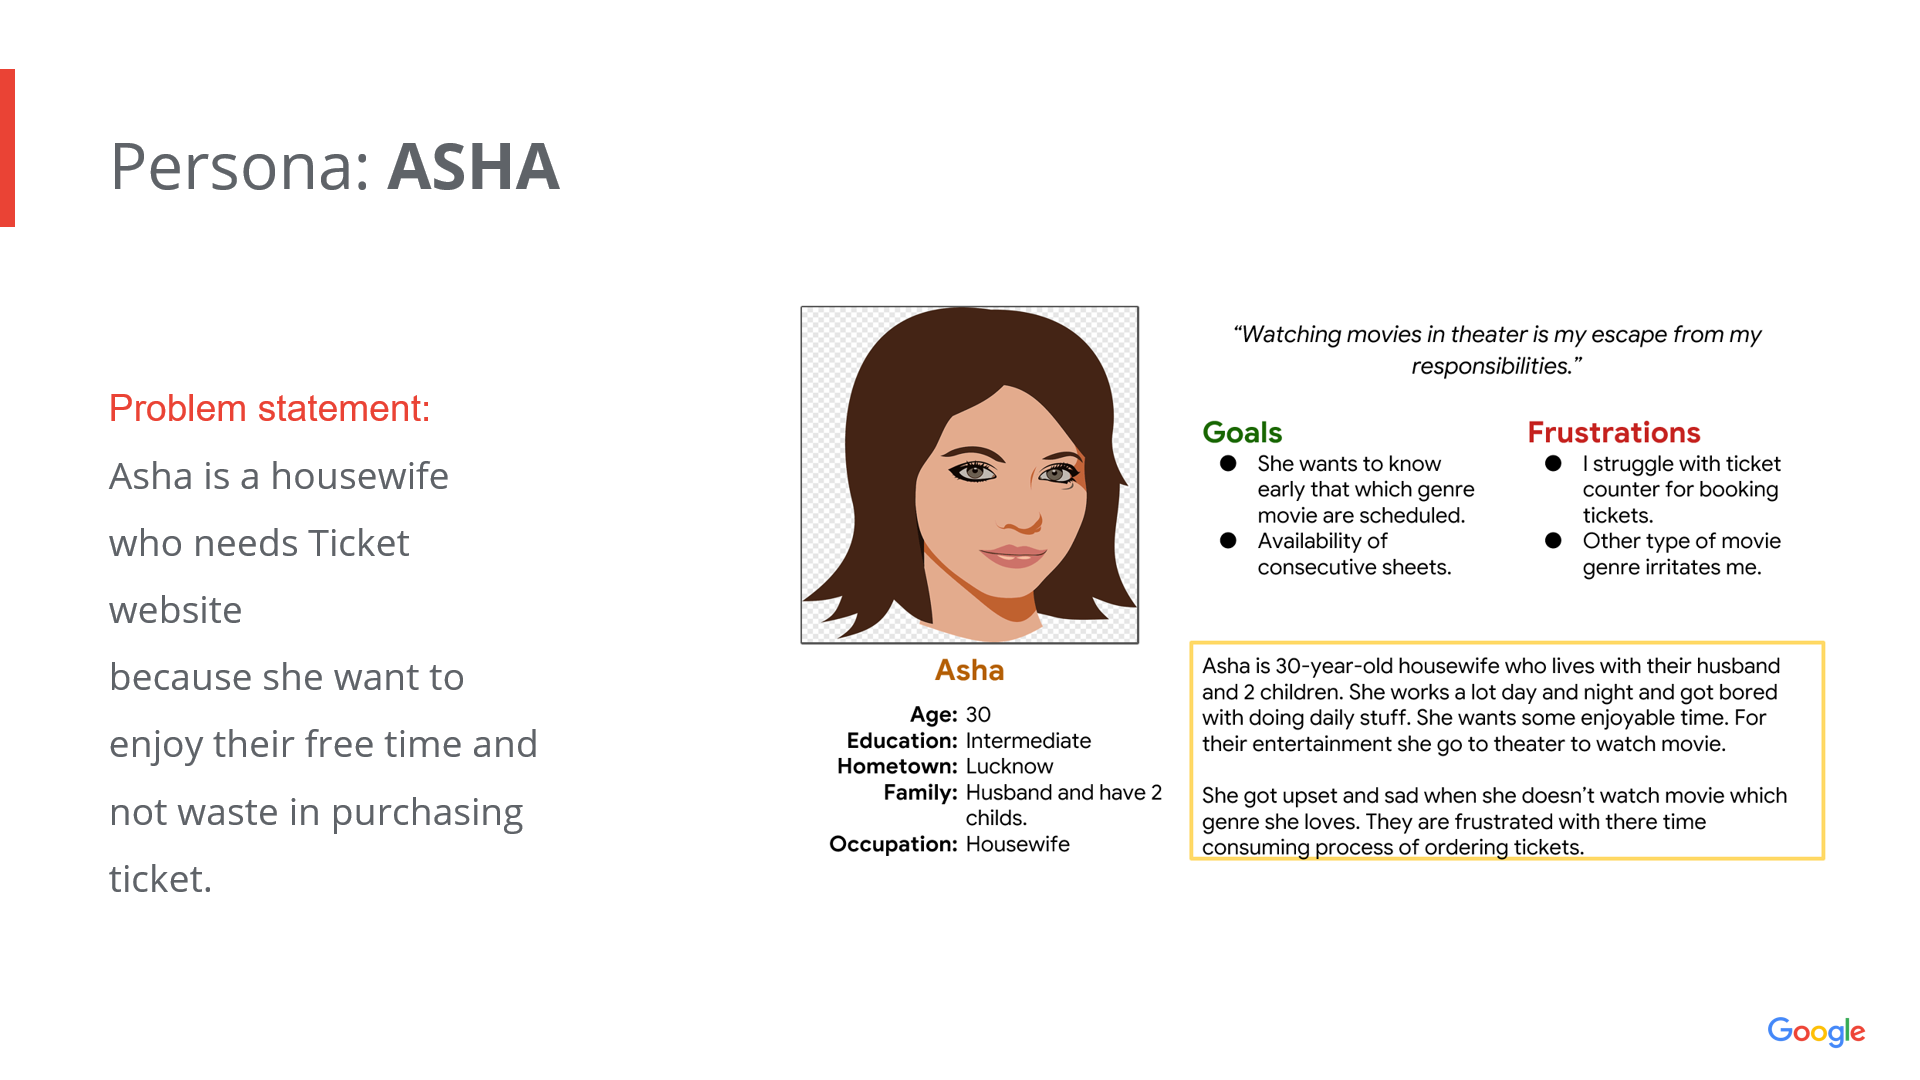 Persona: ASHA
Problem statement:
Asha is a housewife
who needs Ticket
website
because she want to
enjoy their free time and
not waste in purchasing
ticket.
Asha
Age: 30
Education: Intermediate
Hometown: Lucknow
Family: Husband and have 2
childs.
Occupation: Housewife
“Watching movies in theater is my escape from my
responsibilities.”
Goals
● She wants to know
early that which genre
movie are scheduled.
● Availability of
consecutive sheets.
Frustrations
● I struggle with ticket
counter for booking
tickets.
● Other type of movie
genre irritates me.
Asha is 30-year-old housewife who lives with their husband
and 2 children. She works a lot day and night and got bored
with doing daily stuff. She wants some enjoyable time. For
their entertainment she go to theater to watch movie.
She got upset and sad when she doesn’t watch movie which
genre she loves. They are frustrated with there time
consuming process of ordering tickets.
Google